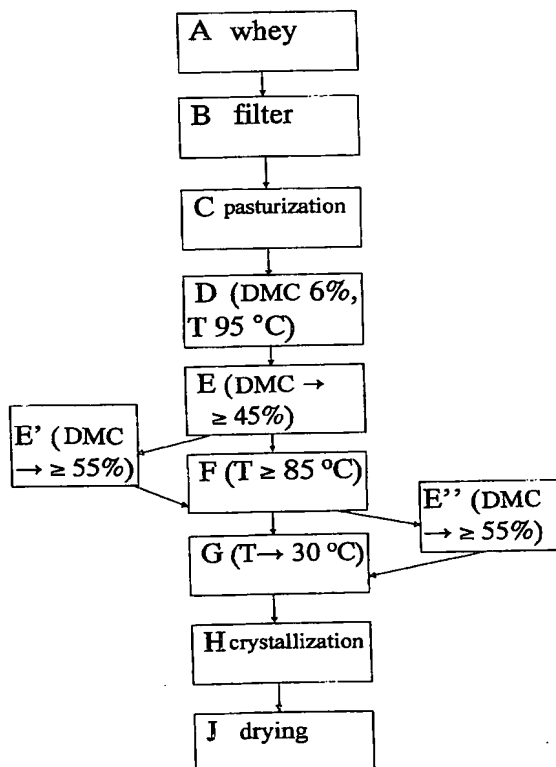 A whey
B filter
C pasturization
D (DMC 6%,
T 95 °C)
E (DMC →
≥ 45%)
E' (DMC
→ ≥ 55%)
F (T ≥ 85 °C)
E'' (DMC
→ ≥ 55%)
G (T→ 30 °C)
H crystallization
J drying